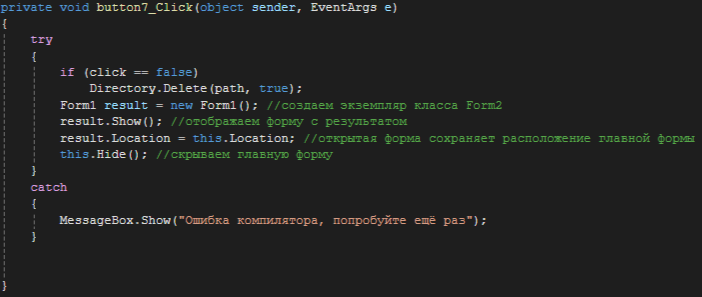 private void button7_Click(object sender, EventArgs e)
{
try
{
if (click == false)
Directory.Delete(path, true);
Form1 result = new Form1(); //создаем экземпляр класса Form2
result.Show(); //отображаем форму с результатом
result.Location = this.Location; //открытая форма сохраняет расположение главной формы
this.Hide(); //скрываем главную форму
}
catch
{
MessageBox.Show("Ошибка компилятора, попробуйте ещё раз");
}
}